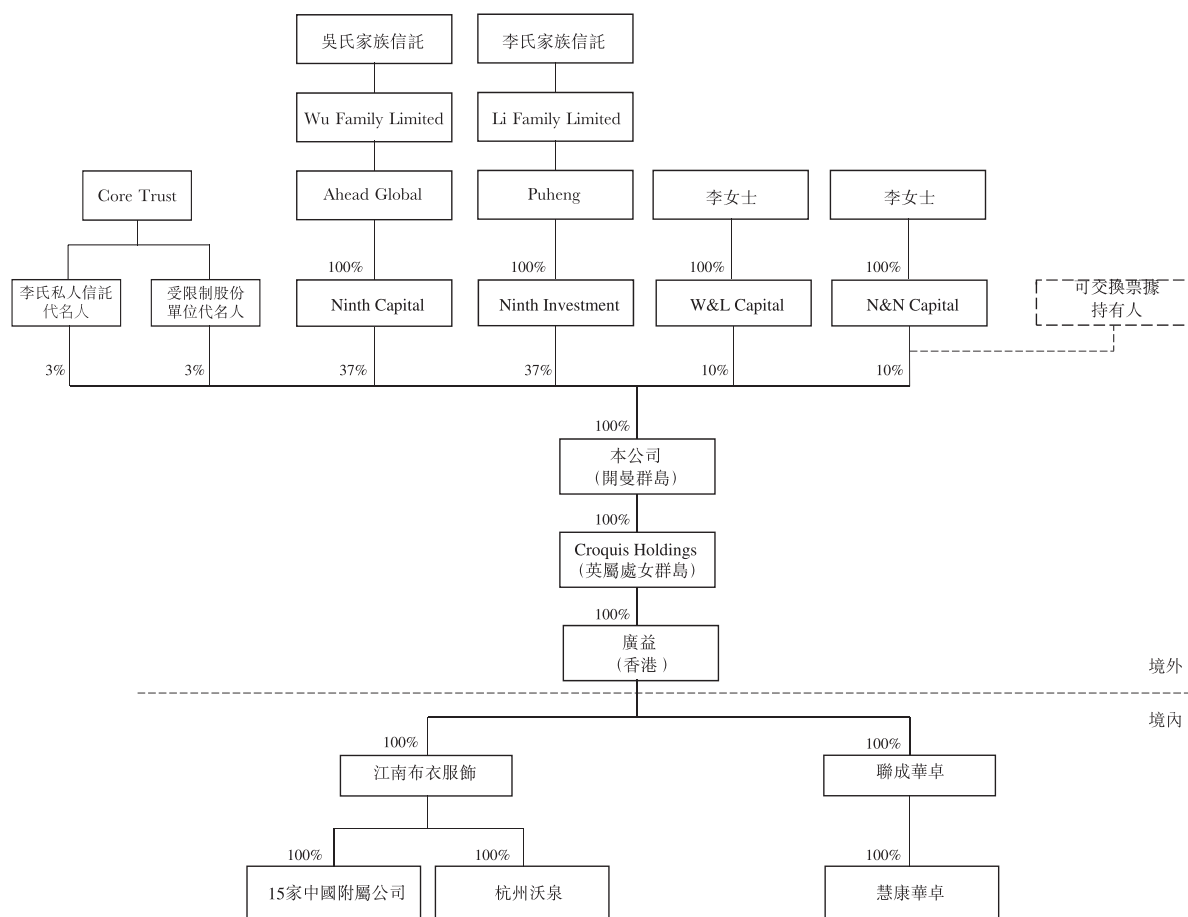 吳氏家族信託
李氏家族信託
Wu Family Limited
Li Family Limited
Core Trust
Ahead Global
Puheng
李女士
李女士
100%
100%
100%
100%
李氏私人信託
代名人
受限制股份
單位代名人
Ninth Capital
Ninth Investment
W&L Capital
N&N Capital
可交換票據
持有人
3%
3%
37%
37%
10%
10%
100%
本公司
(開曼群島)
100%
Croquis Holdings
(英屬處女群島)
100%
廣益
(香港)
境外
境內
100%
100%
江南布衣服飾
聯成華卓
100%
100%
100%
15家中國附屬公司
杭州沃泉
慧康華卓